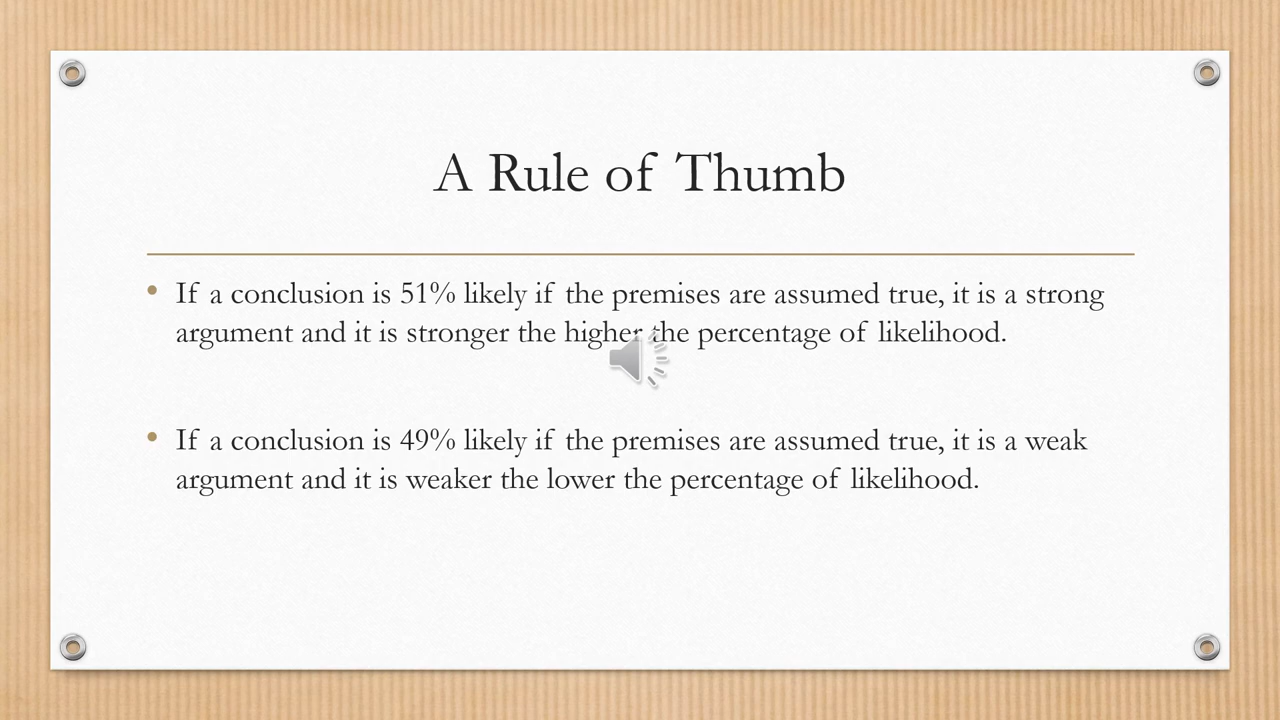 A Rule of Thumb
• If a conclusion is 51% likely if the premises are assumed true, it is a strong
argument and it is stronger the higher the percentage of likelihood.
• If a conclusion is 49% likely if the premises are assumed true, it is a weak
argument and it is weaker the lower the percentage of likelihood.